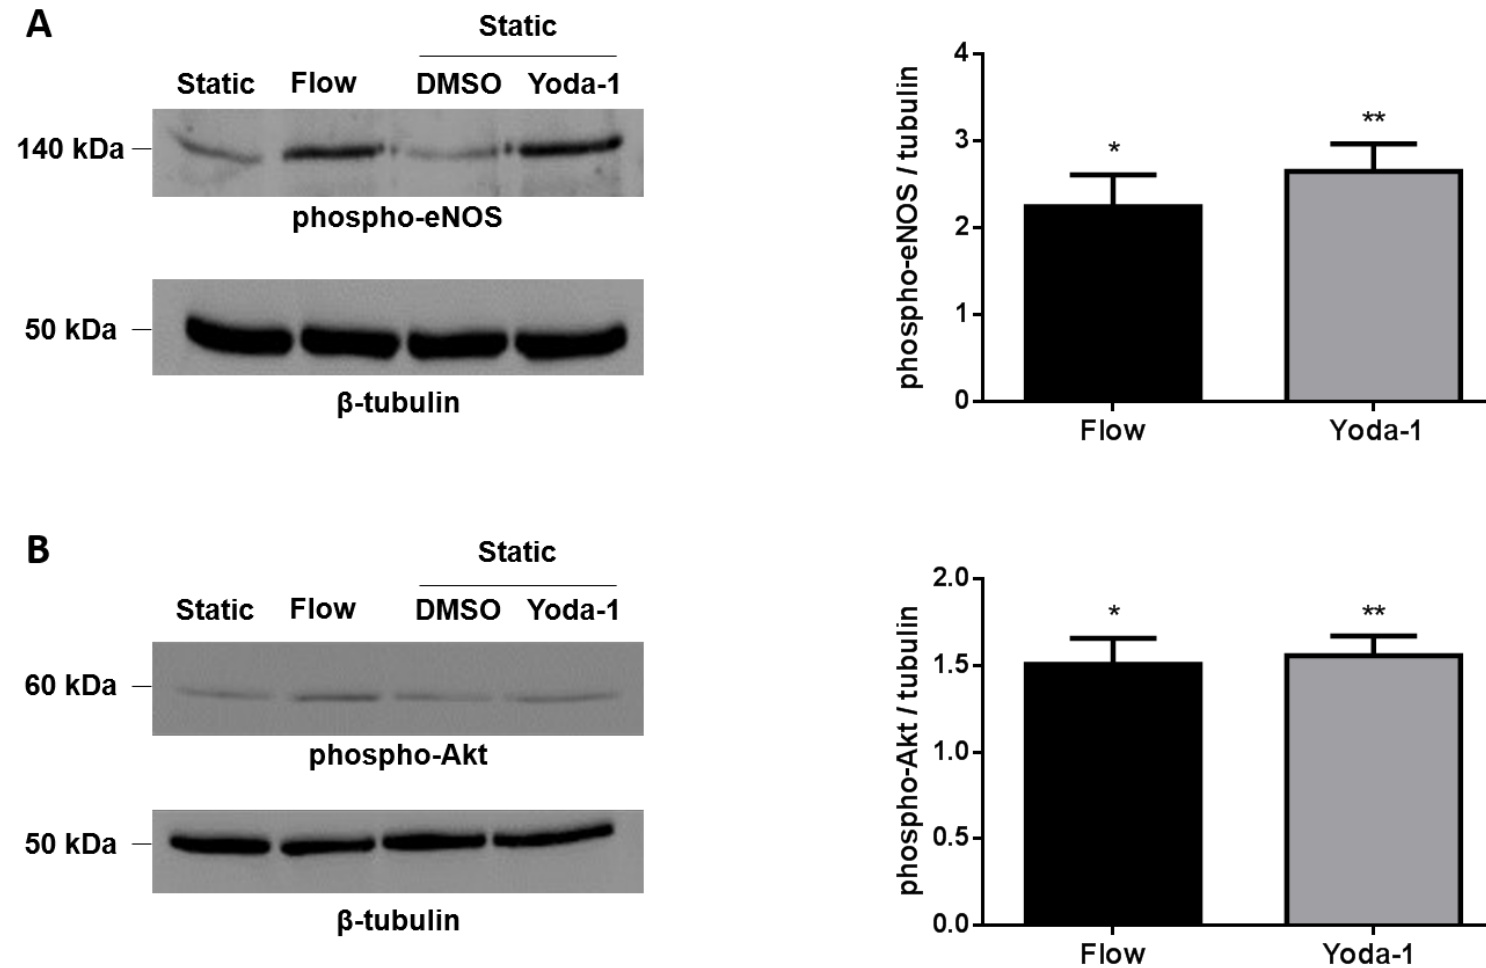 A
Static
Static Flow DMSO Yoda-1
140 kDa
phospho-eNOS
50 kDa
β-tubulin
phospho-eNOS / tubulin
4
3
2
1
0
*
**
Flow Yoda-1
B
Static
Static Flow DMSO Yoda-1
60 kDa
phospho-Akt
50 kDa
β-tubulin
phospho-Akt / tubulin
2.0
1.5
1.0
0.5
0.0
*
**
Flow Yoda-1